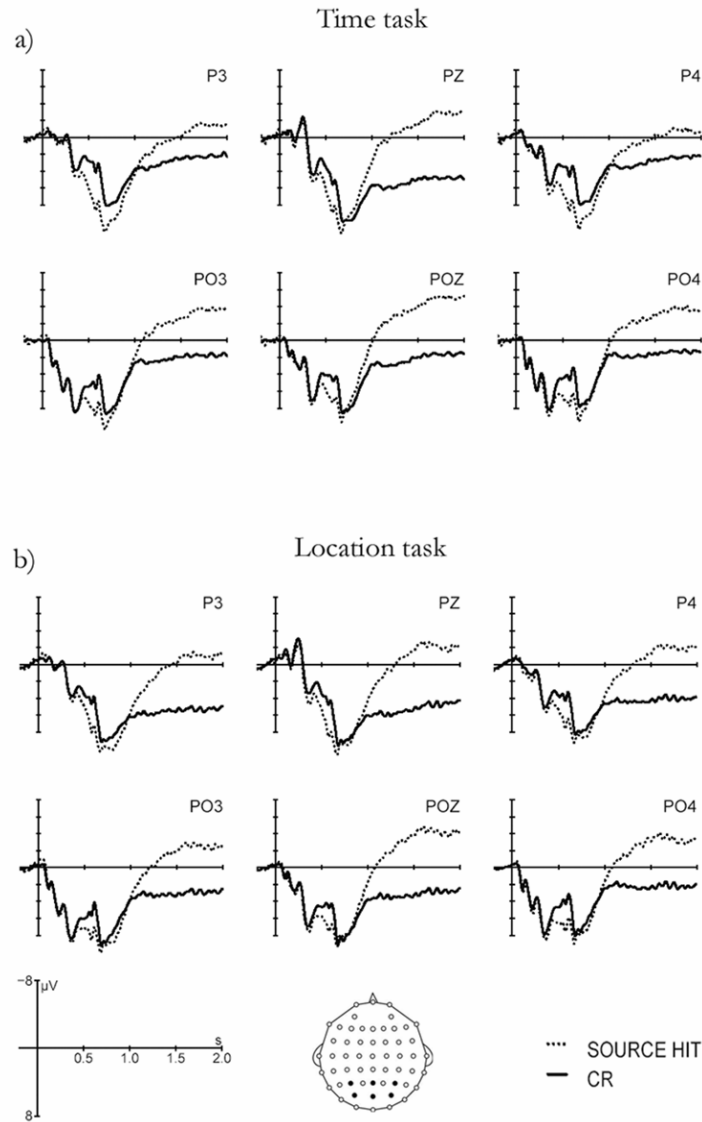 Time task
a)
P3
PZ
P4
PO3
POZ
PO4
Location task
b)
P3
PZ
P4
PO3
POZ
PO4
−8
µV
s
0.5
1.0
1.5
2.0
8
SOURCE HIT
CR